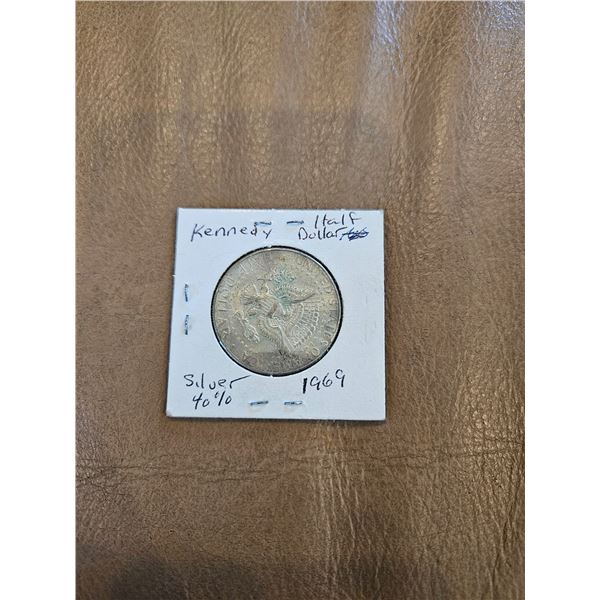 Kennedy Half
Dollar
Silver
40%
1969